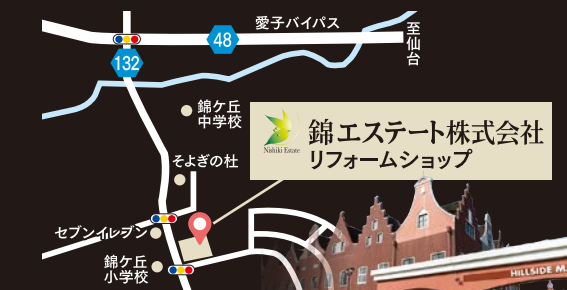 愛子バイパス
48
至仙台
132
錦ケ丘
中学校
錦エステート株式会社
Nishiki Estate
リフォームショップ
そよぎの杜
セブンイレブン
錦ケ丘
小学校
HILLSIDE M